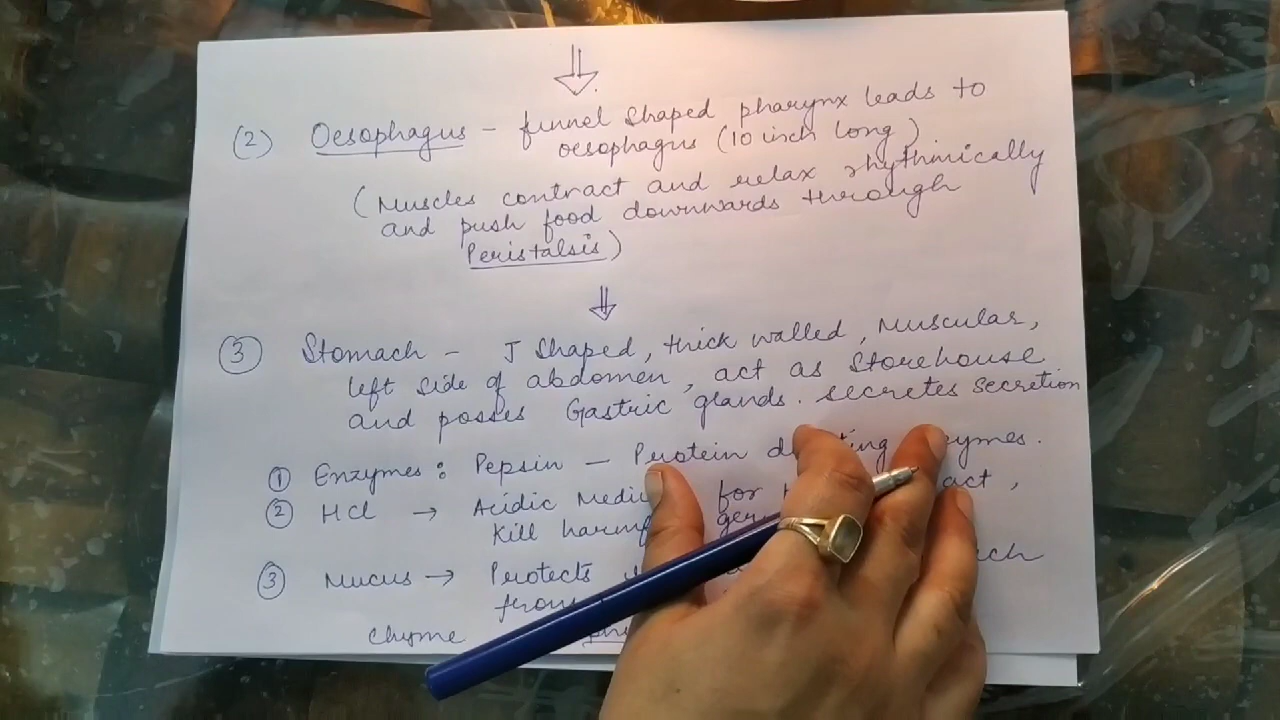 ⇓
(2) Oesophagus - funnel shaped pharynx leads to
oesophagus (10 inch long)
(Muscles contract and relax rhythmically
and push food downwards through
Peristalsis)
⇓
③ Stomach - J shaped, thick walled, Muscular,
left side of abdomen, act as Storehouse
and posses Gastric glands. secretes secretion
① Enzymes: Pepsin - Protein enzymes.
② HCl → Acidic for act,
Kill
③ Mucus → Protects
from
Chyme